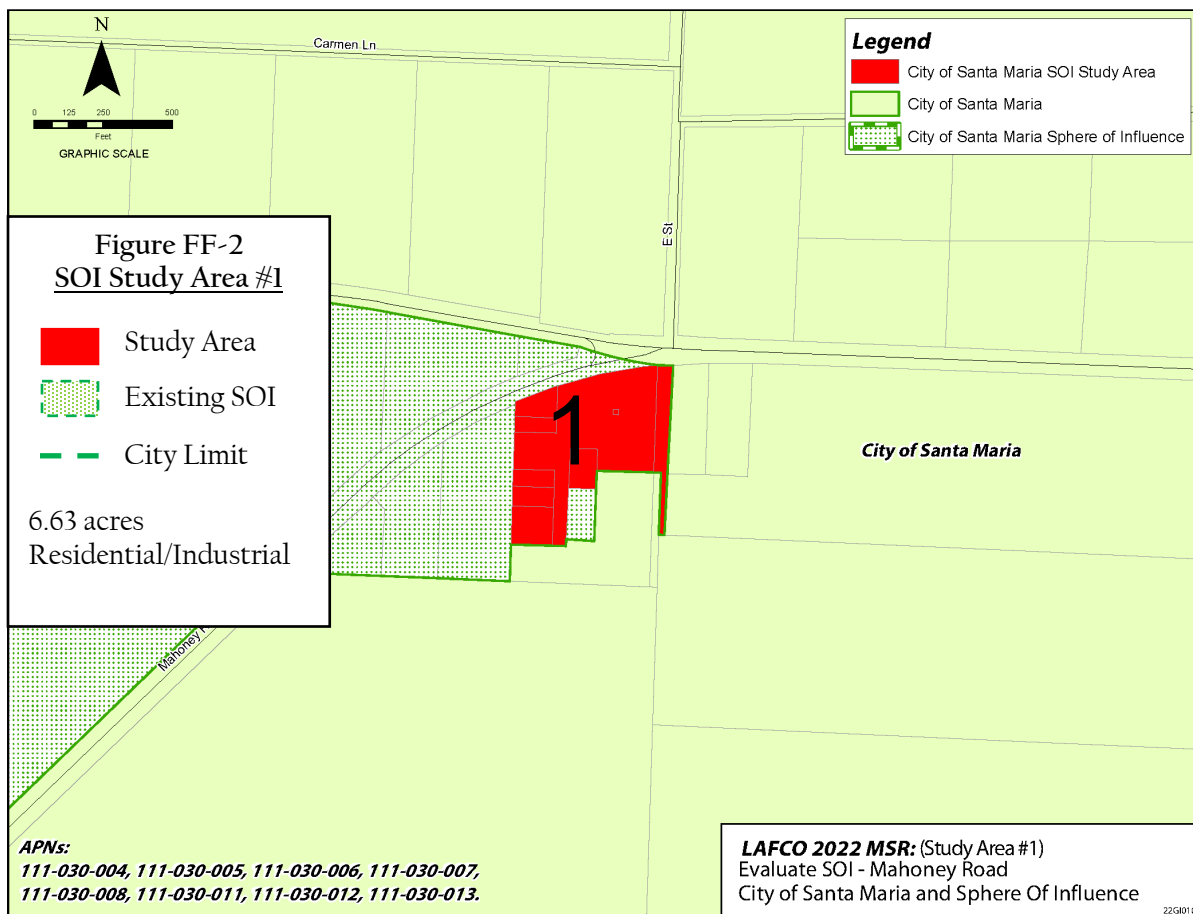 N
0 125 250 500
Feet
GRAPHIC SCALE
Carmen Ln
Legend
City of Santa Maria SOI Study Area
City of Santa Maria
City of Santa Maria Sphere of Influence
E St
Figure FF-2
SOI Study Area #1
Study Area
Existing SOI
City Limit
6.63 acres
Residential/Industrial
1
City of Santa Maria
Mahoney
APNs:
111-030-004, 111-030-005, 111-030-006, 111-030-007,
111-030-008, 111-030-011, 111-030-012, 111-030-013.
LAFCO 2022 MSR: (Study Area #1)
Evaluate SOI - Mahoney Road
City of Santa Maria and Sphere Of Influence